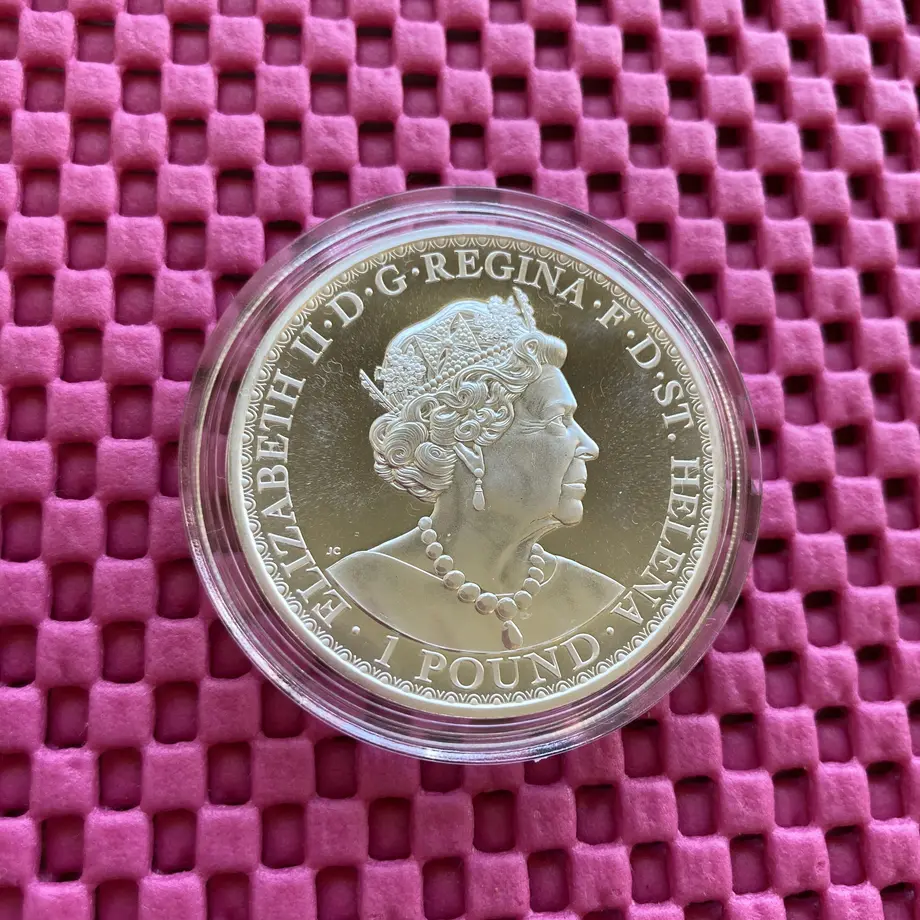 ELIZABETH II·D·G·REGINA·F·D·ST. HELENA
· 1 POUND ·
JC